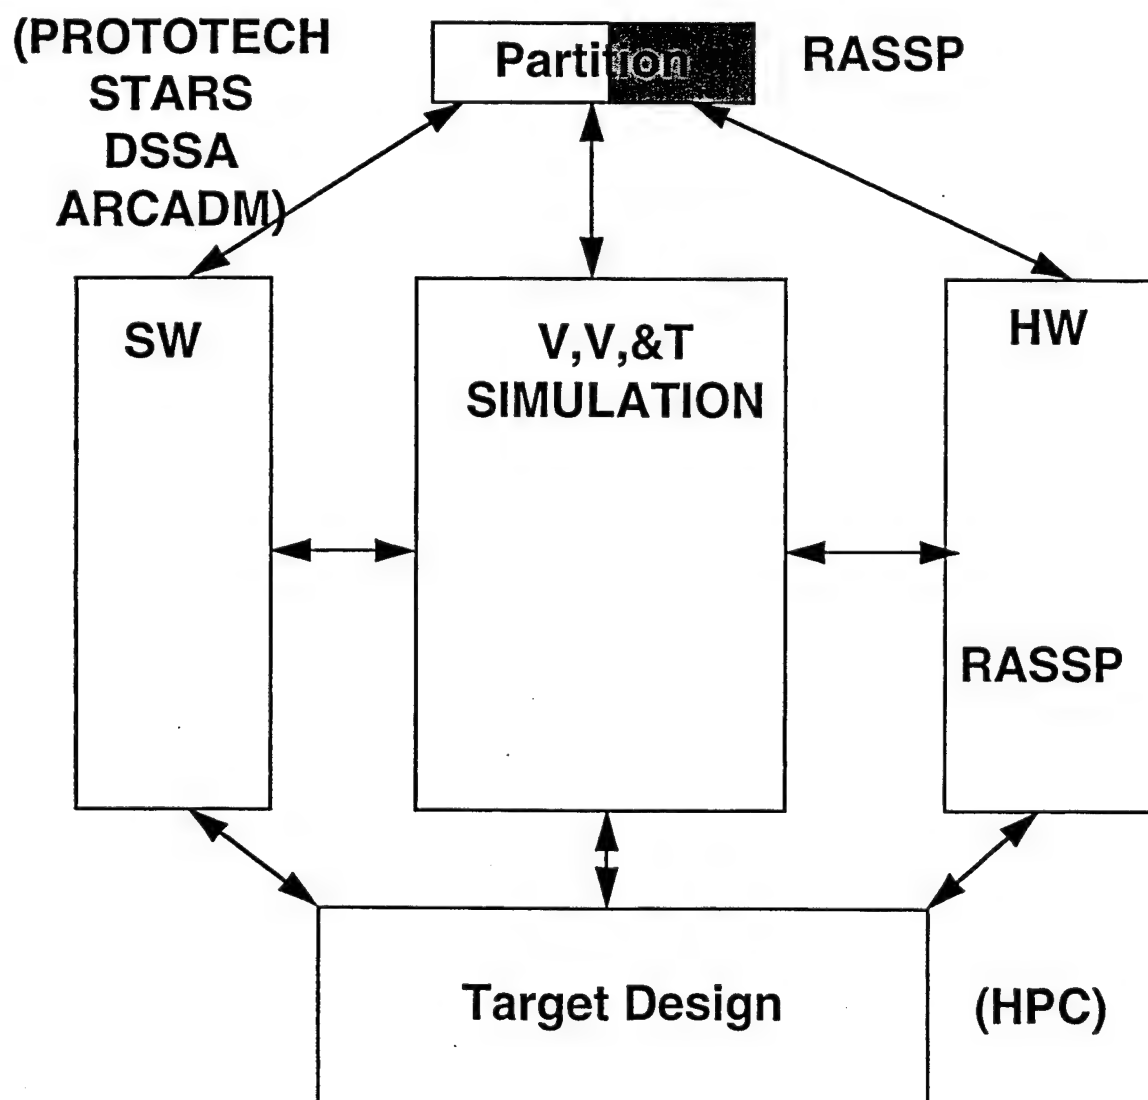 (PROTOTECH
STARS
DSSA
ARCADM)
Partition
RASSP
SW
V,V,&T
SIMULATION
HW
RASSP
Target Design
(HPC)